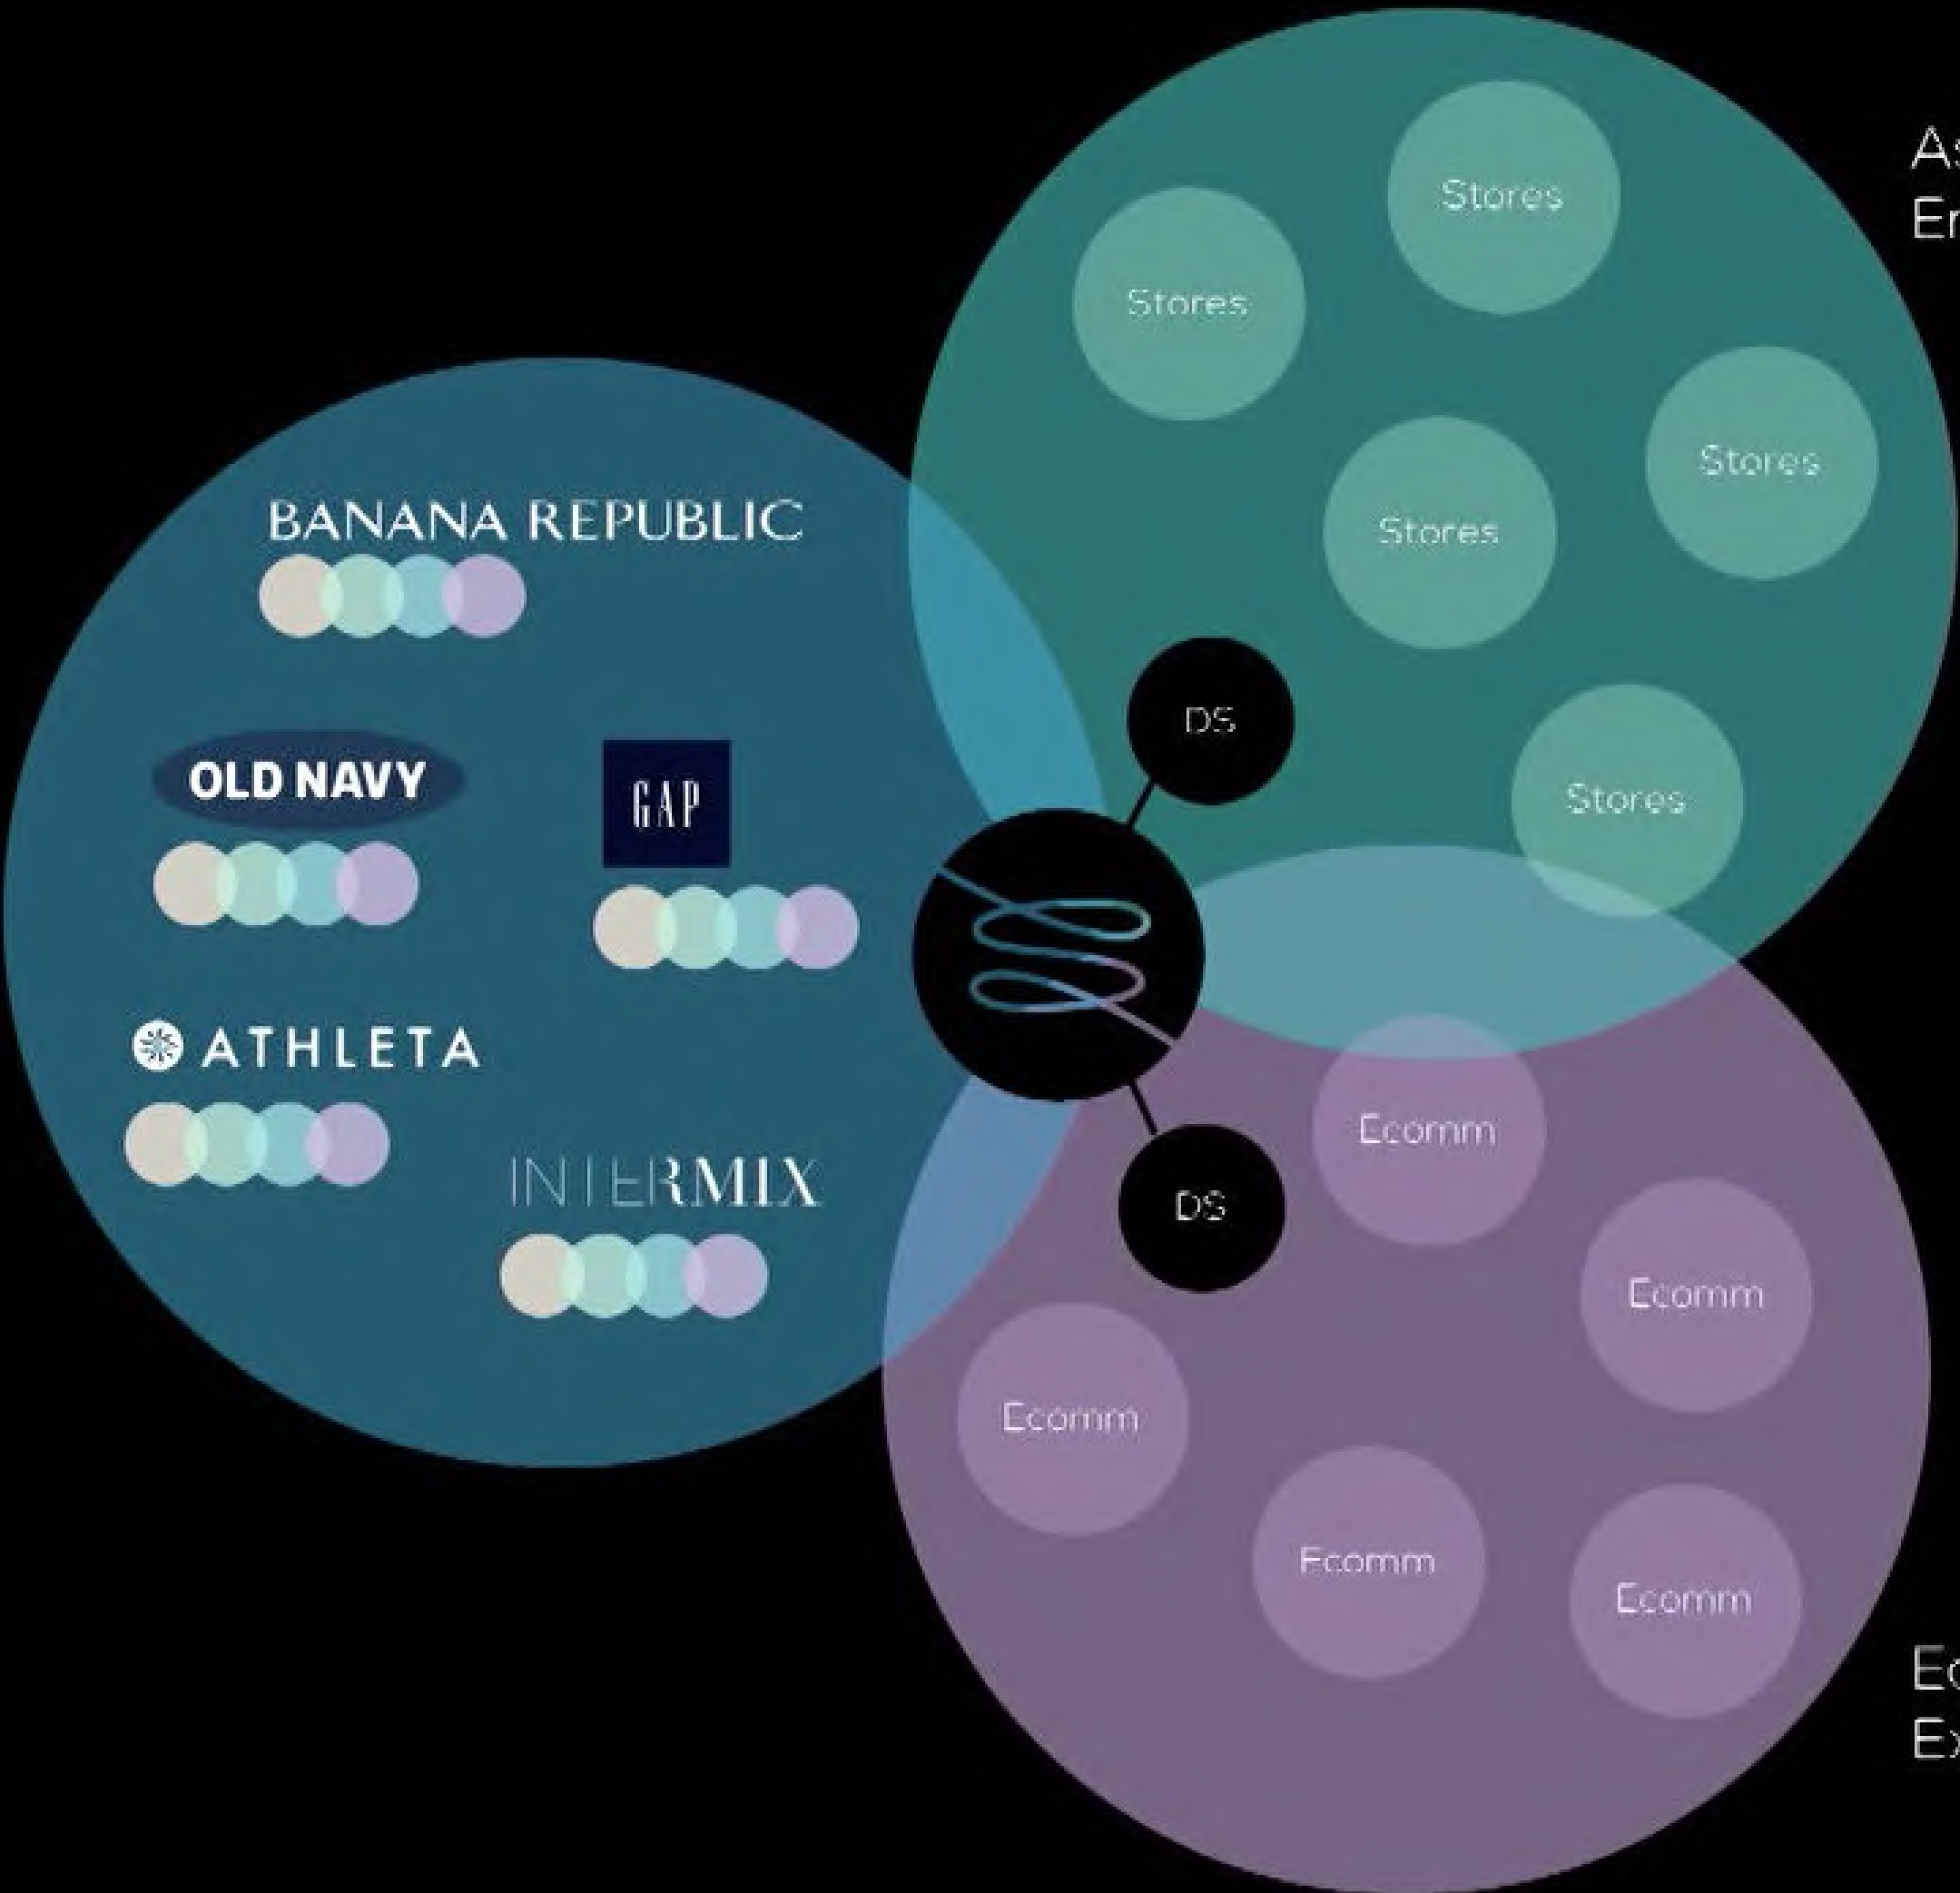 Stores
Stores
Stores
Stores
Stores
BANANA REPUBLIC
OLD NAVY
GAP
ATHLETA
INTERMIX
DS
DS
Ecomm
Ecomm
Ecomm
Ecomm
Ecomm